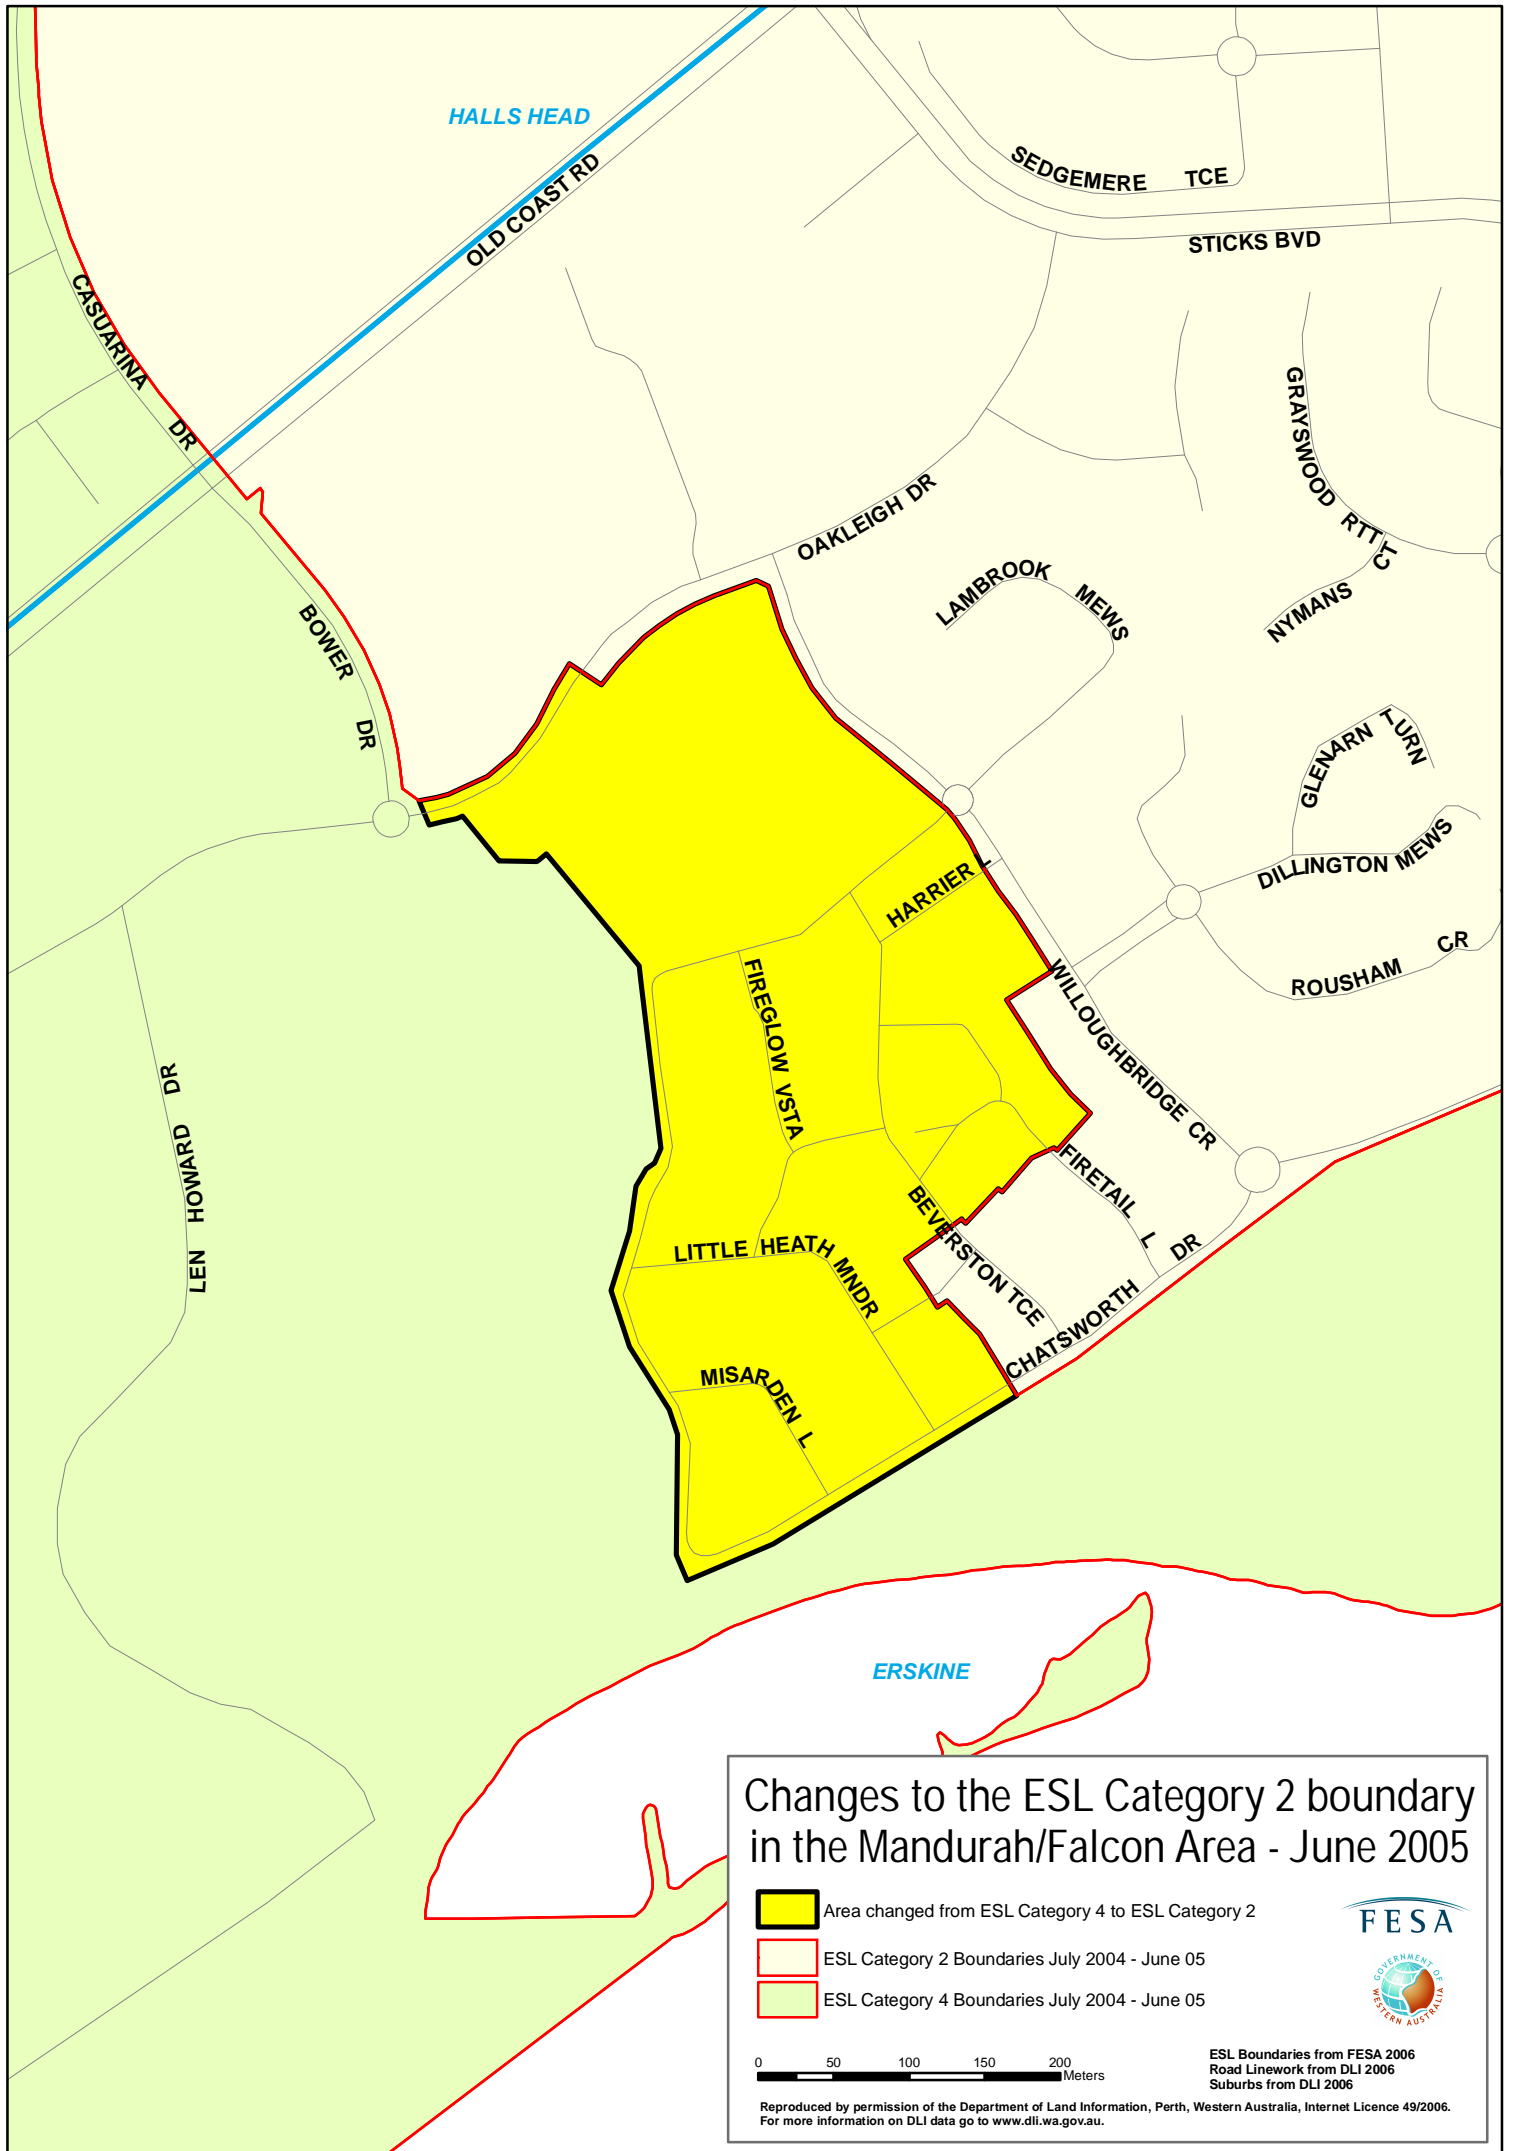 HALLS HEAD
OLD COAST RD
SEDGEMERE TCE
STICKS BVD
CASUARINA DR
GRAYSWOOD RTT
OAKLEIGH DR
NYMANS CT
LAMBROOK MEWS
BOWER DR
GLENARN TURN
DILLINGTON MEWS
HARRIER L
ROUSHAM CR
FIREGLOW VSTA
WILLOUGHBRIDGE CR
LEN HOWARD DR
FIRETAIL L
BEVERSTON TCE
LITTLE HEATH MNDR
CHATSWORTH DR
MISARDEN L
ERSKINE
Changes to the ESL Category 2 boundary
in the Mandurah/Falcon Area - June 2005
Area changed from ESL Category 4 to ESL Category 2
ESL Category 2 Boundaries July 2004 - June 05
ESL Category 4 Boundaries July 2004 - June 05
FESA
GOVERNMENT OF
WESTERN AUSTRALIA
0 50 100 150 200
Meters
ESL Boundaries from FESA 2006
Road Linework from DLI 2006
Suburbs from DLI 2006
Reproduced by permission of the Department of Land Information, Perth, Western Australia, Internet Licence 49/2006.
For more information on DLI data go to www.dli.wa.gov.au.